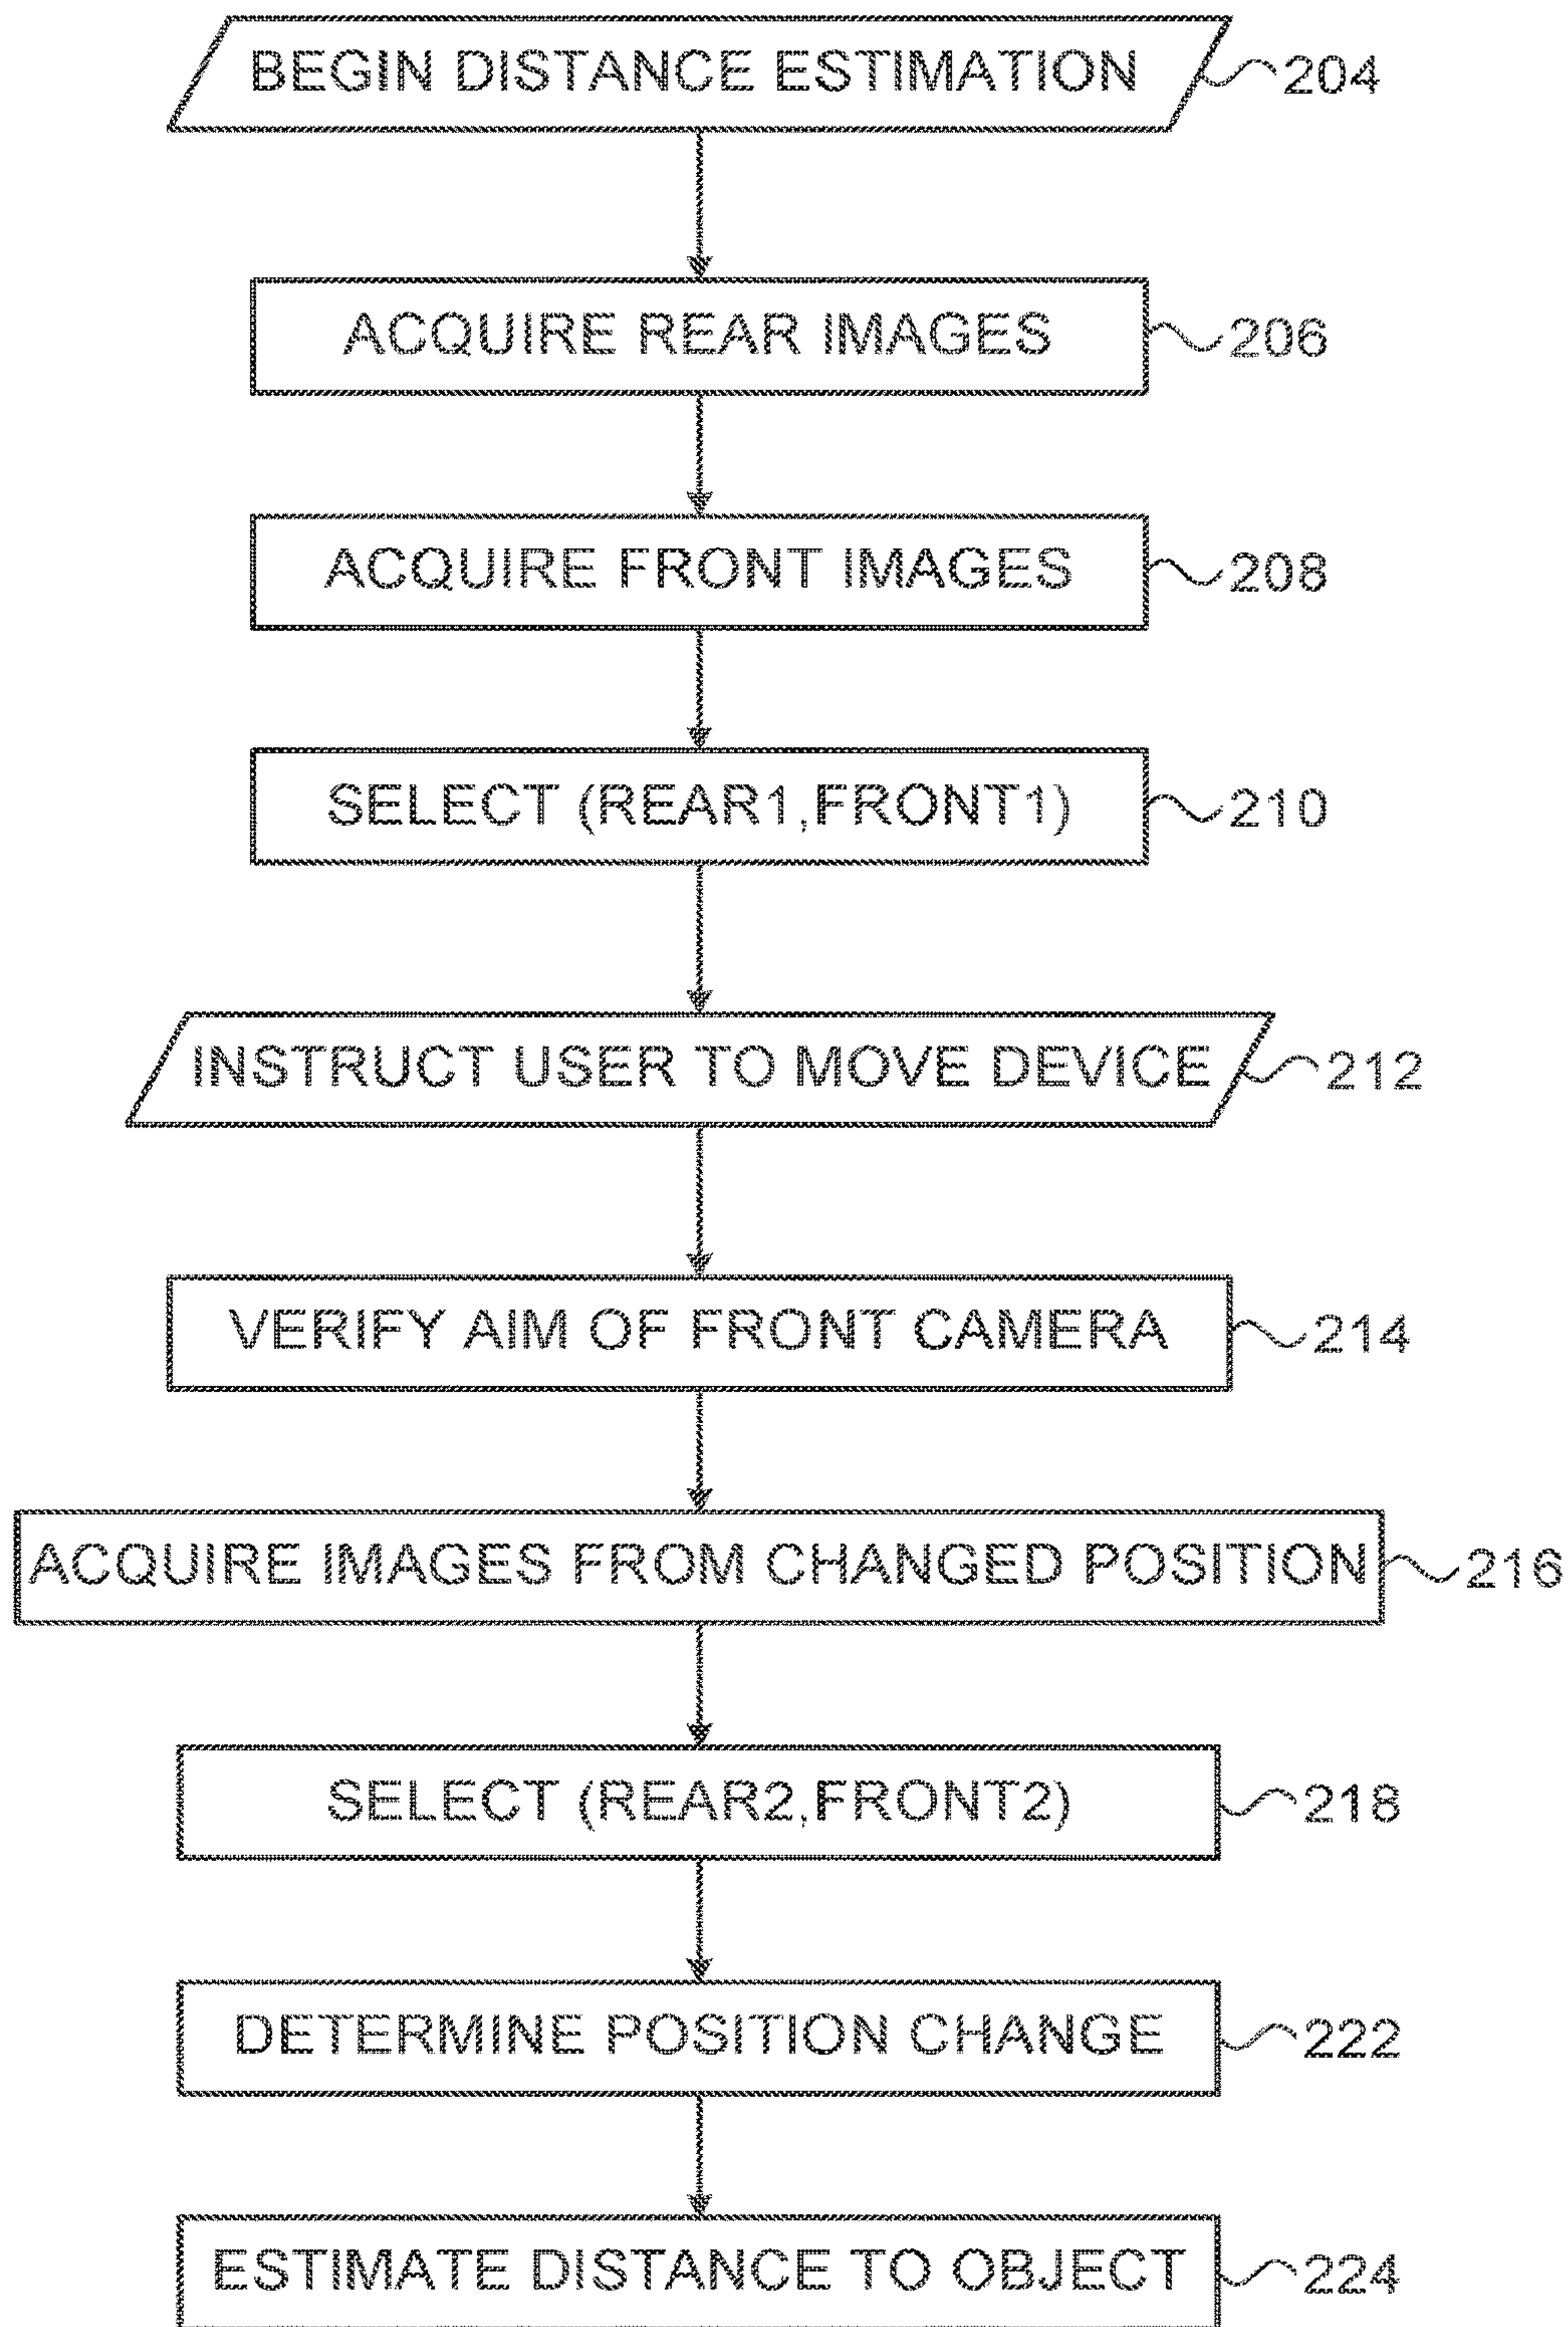 BEGIN DISTANCE ESTIMATION 204
ACQUIRE REAR IMAGES 206
ACQUIRE FRONT IMAGES 208
SELECT (REAR1,FRONT1) 210
INSTRUCT USER TO MOVE DEVICE 212
VERIFY AIM OF FRONT CAMERA 214
ACQUIRE IMAGES FROM CHANGED POSITION 216
SELECT (REAR2,FRONT2) 218
DETERMINE POSITION CHANGE 222
ESTIMATE DISTANCE TO OBJECT 224